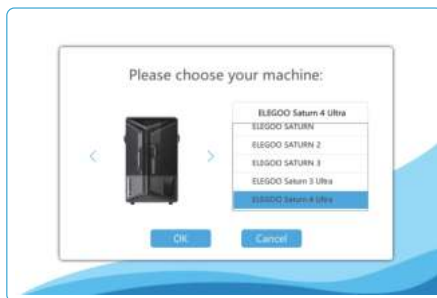 Please choose your machine:
ELEGOO Saturn 4 Ultra
ELEGOO SATURN
ELEGOO SATURN 2
ELEGOO SATURN 3
ELEGOO Saturn 3 Ultra
ELEGOO Saturn 4 Ultra
OK
Cancel